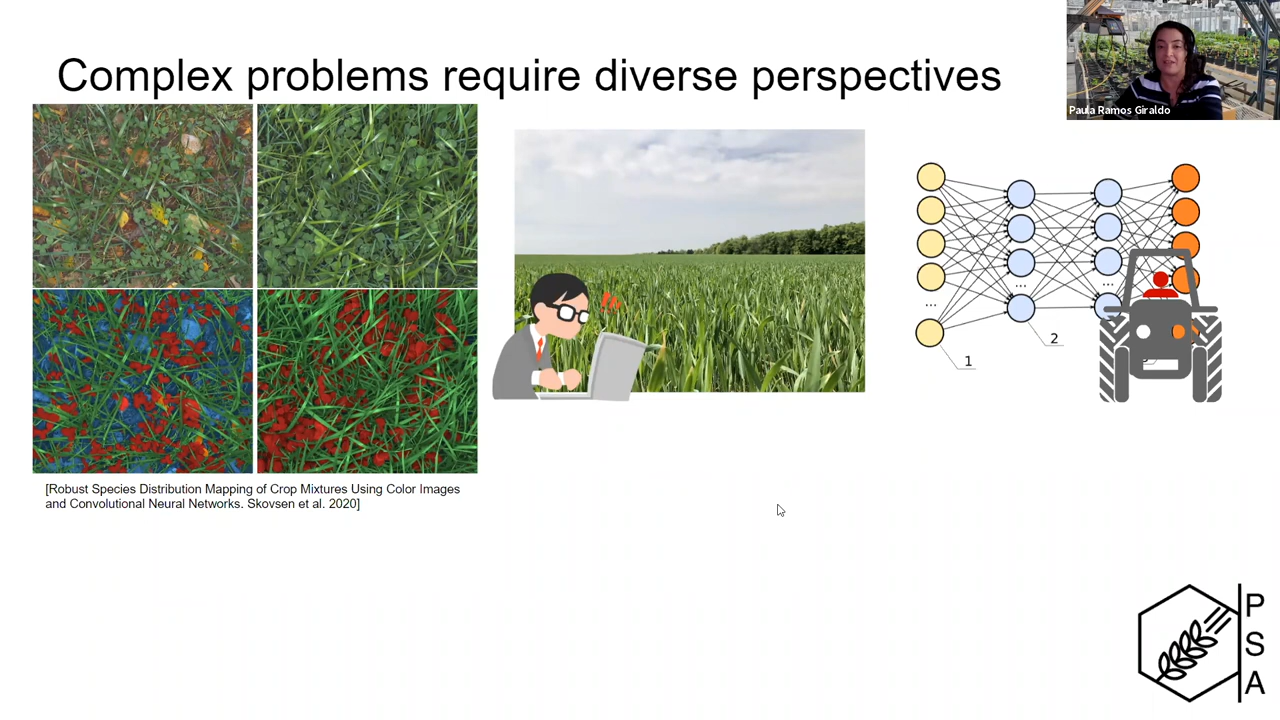 Complex problems require diverse perspectives
Paula Ramos Giraldo
...
...
...
1
2
[Robust Species Distribution Mapping of Crop Mixtures Using Color Images
and Convolutional Neural Networks. Skovsen et al. 2020]
P
S
A